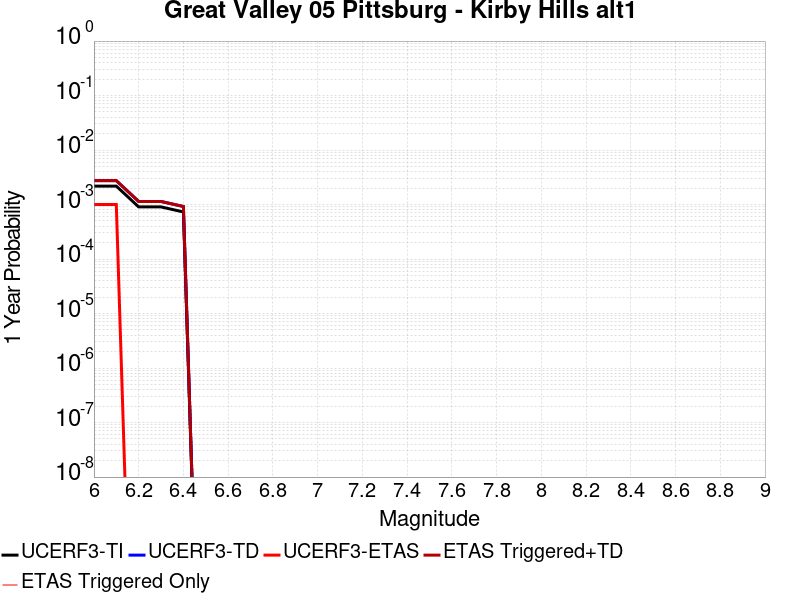 Great Valley 05 Pittsburg - Kirby Hills alt1
1 Year Probability
10^0
10^-1
10^-2
10^-3
10^-4
10^-5
10^-6
10^-7
10^-8
6 6.2 6.4 6.6 6.8 7 7.2 7.4 7.6 7.8 8 8.2 8.4 8.6 8.8 9
Magnitude
UCERF3-TI UCERF3-TD UCERF3-ETAS ETAS Triggered+TD
ETAS Triggered Only